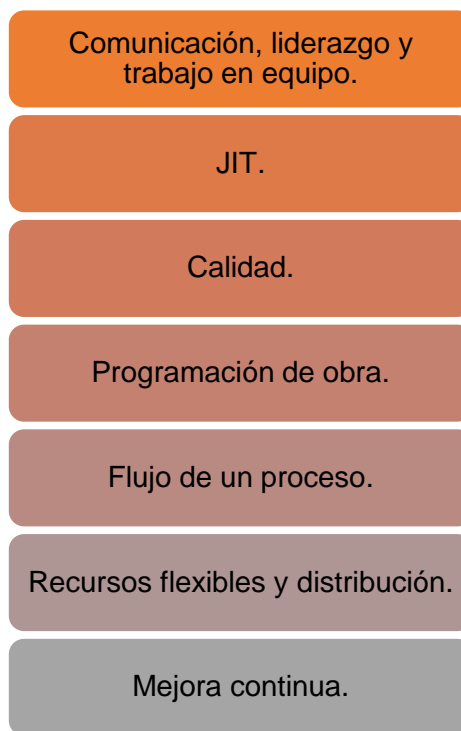 Comunicación, liderazgo y
trabajo en equipo.
JIT.
Calidad.
Programación de obra.
Flujo de un proceso.
Recursos flexibles y distribución.
Mejora continua.